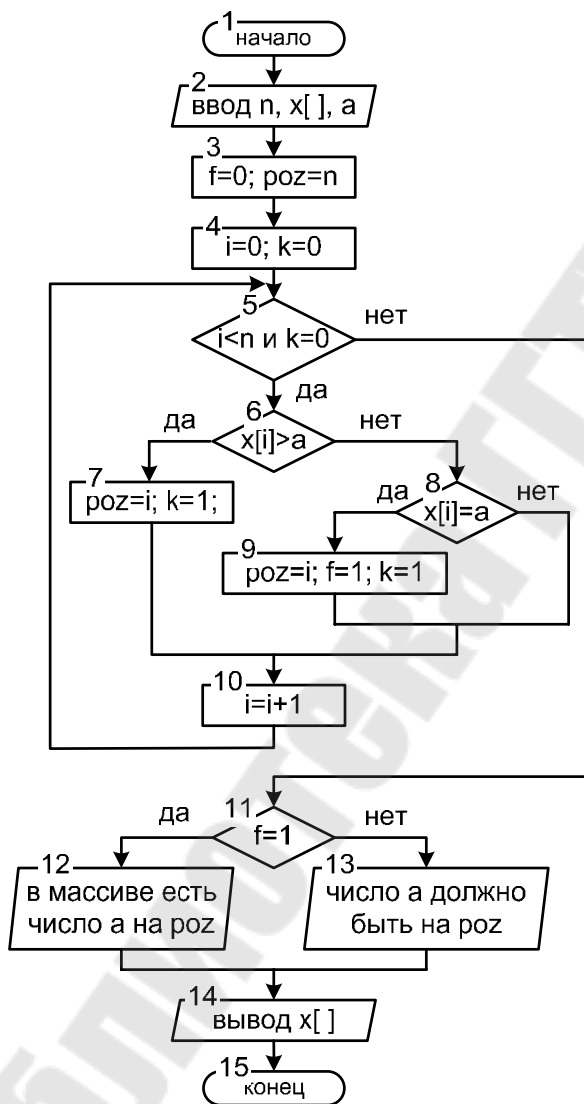 1
начало
2
ввод n, x[ ], a
3
f=0; poz=n
4
i=0; k=0
5
i<n и k=0
нет
да
6
x[i]>a
да
нет
7
poz=i; k=1;
8
x[i]=a
да
нет
9
poz=i; f=1; k=1
10
i=i+1
11
f=1
да
нет
12
в массиве есть
число а на poz
13
число а должно
быть на poz
14
вывод x[ ]
15
конец